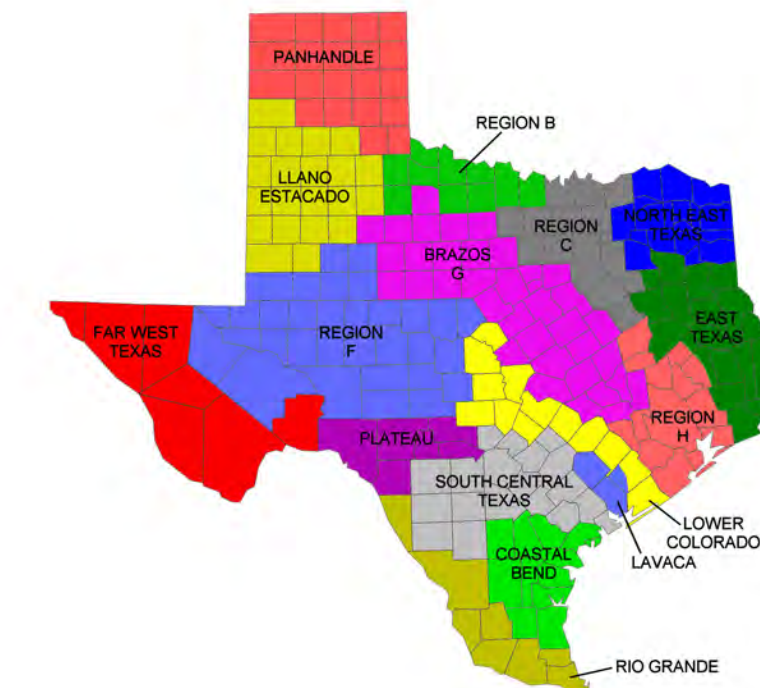 PANHANDLE
REGION B
LLANO
ESTACADO
NORTH EAST
TEXAS
REGION
C
BRAZOS
G
EAST
TEXAS
FAR WEST
TEXAS
REGION
F
REGION
H
PLATEAU
SOUTH CENTRAL
TEXAS
LOWER
COLORADO
LAVACA
COASTAL
BEND
RIO GRANDE